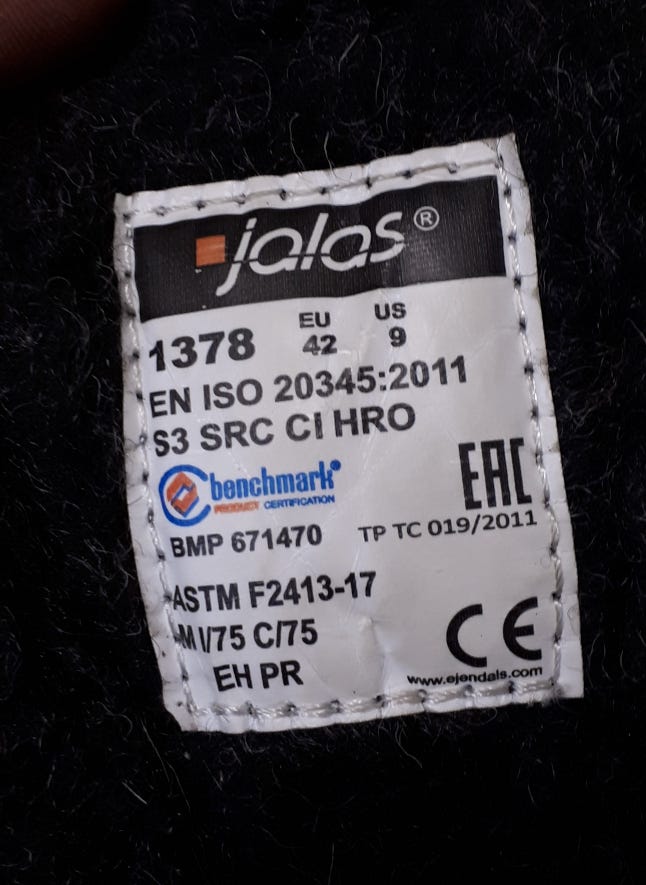 jalas®
1378 EU 42 US 9
EN ISO 20345:2011
S3 SRC CI HRO
benchmark®
PRODUCT CERTIFICATION
EAC
BMP 671470 TP TC 019/2011
ASTM F2413-17
M I/75 C/75
EH PR
CE
www.ejendals.com